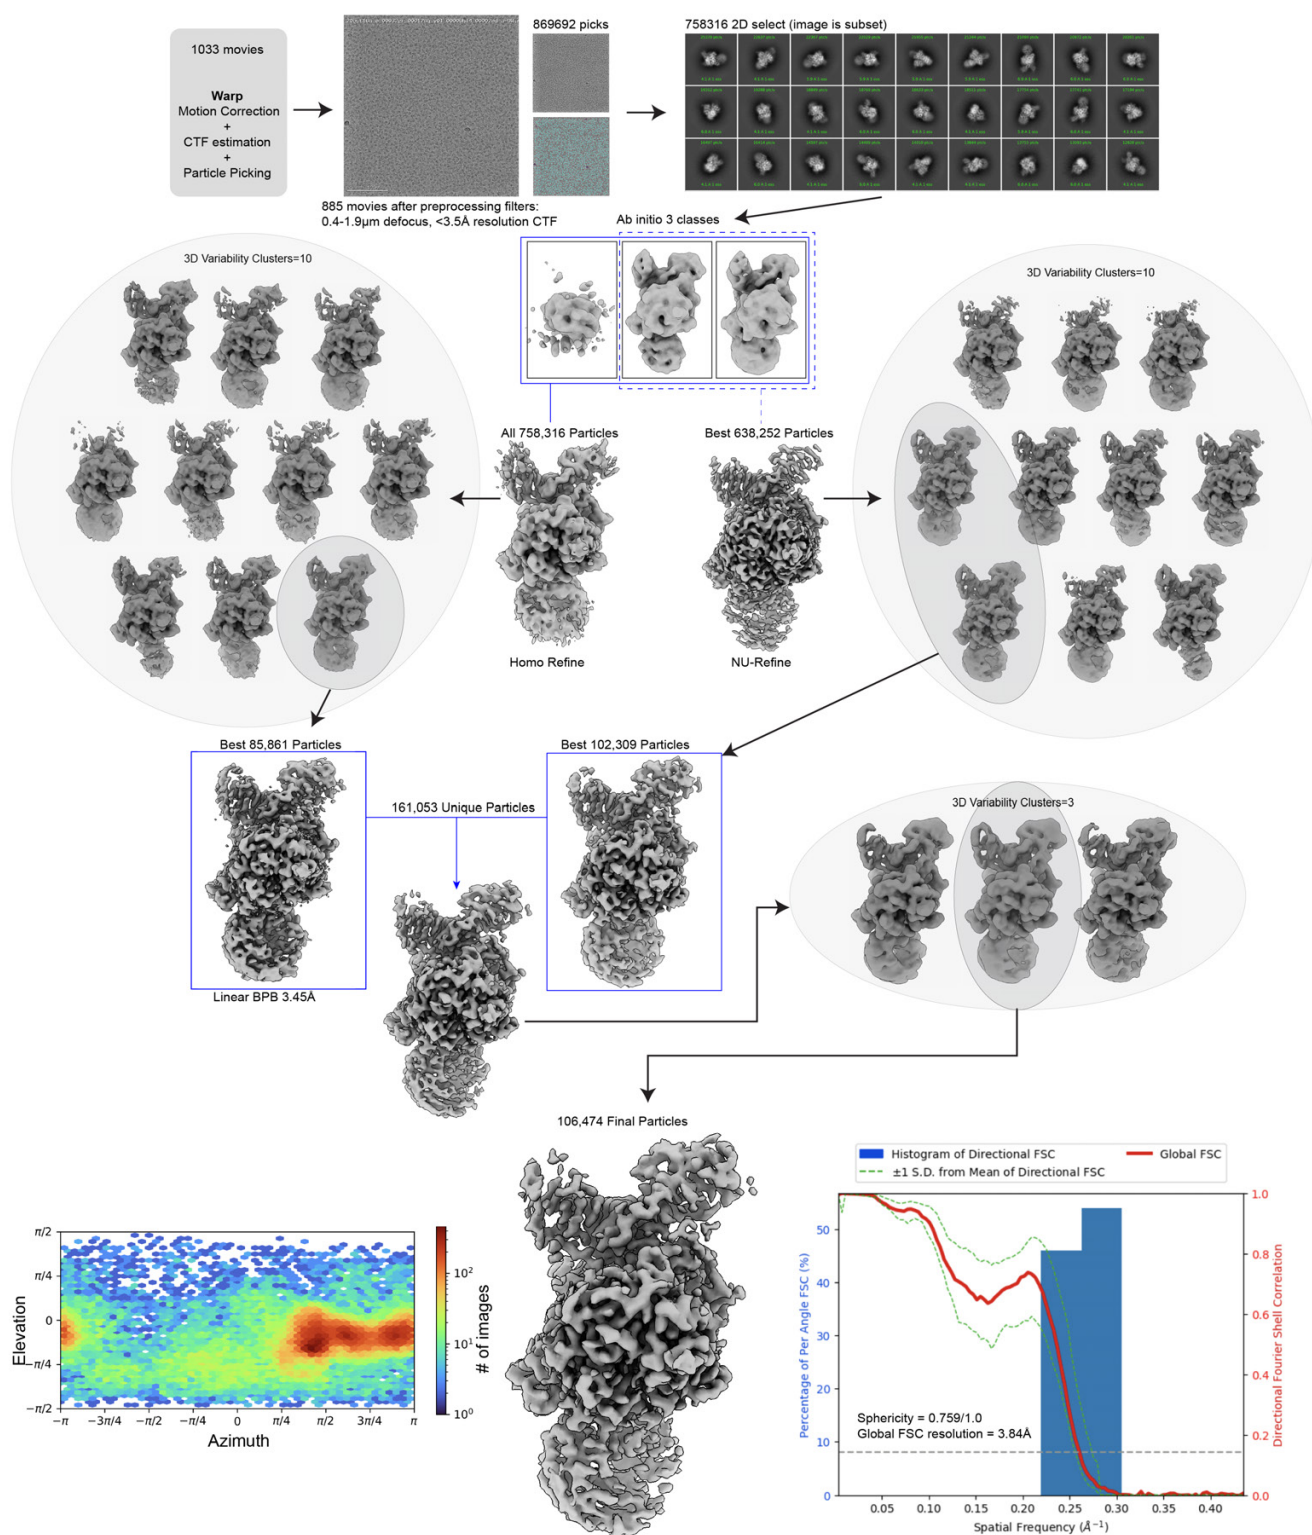 1033 movies
Warp
Motion Correction
+
CTF estimation
+
Particle Picking
869692 picks
758316 2D select (image is subset)
885 movies after preprocessing filters:
0.4-1.9µm defocus, <3.5Å resolution CTF
Ab initio 3 classes
3D Variability Clusters=10
3D Variability Clusters=10
All 758,316 Particles
Best 638,252 Particles
Homo Refine
NU-Refine
Best 85,861 Particles
Best 102,309 Particles
161,053 Unique Particles
3D Variability Clusters=3
Linear BPB 3.45Å
106,474 Final Particles
Histogram of Directional FSC
Global FSC
±1 S.D. from Mean of Directional FSC
π/2
π/4
0
−π/4
−π/2
Elevation
−π
−3π/4
−π/2
−π/4
0
π/4
π/2
3π/4
π
Azimuth
10²
10¹
10⁰
# of images
50
40
30
20
10
0
Percentage of Per Angle FSC (%)
1.0
0.8
0.6
0.4
0.2
0.0
Directional Fourier Shell Correlation
Sphericity = 0.759/1.0
Global FSC resolution = 3.84Å
0.05
0.10
0.15
0.20
0.25
0.30
0.35
0.40
Spatial Frequency (Å⁻¹)